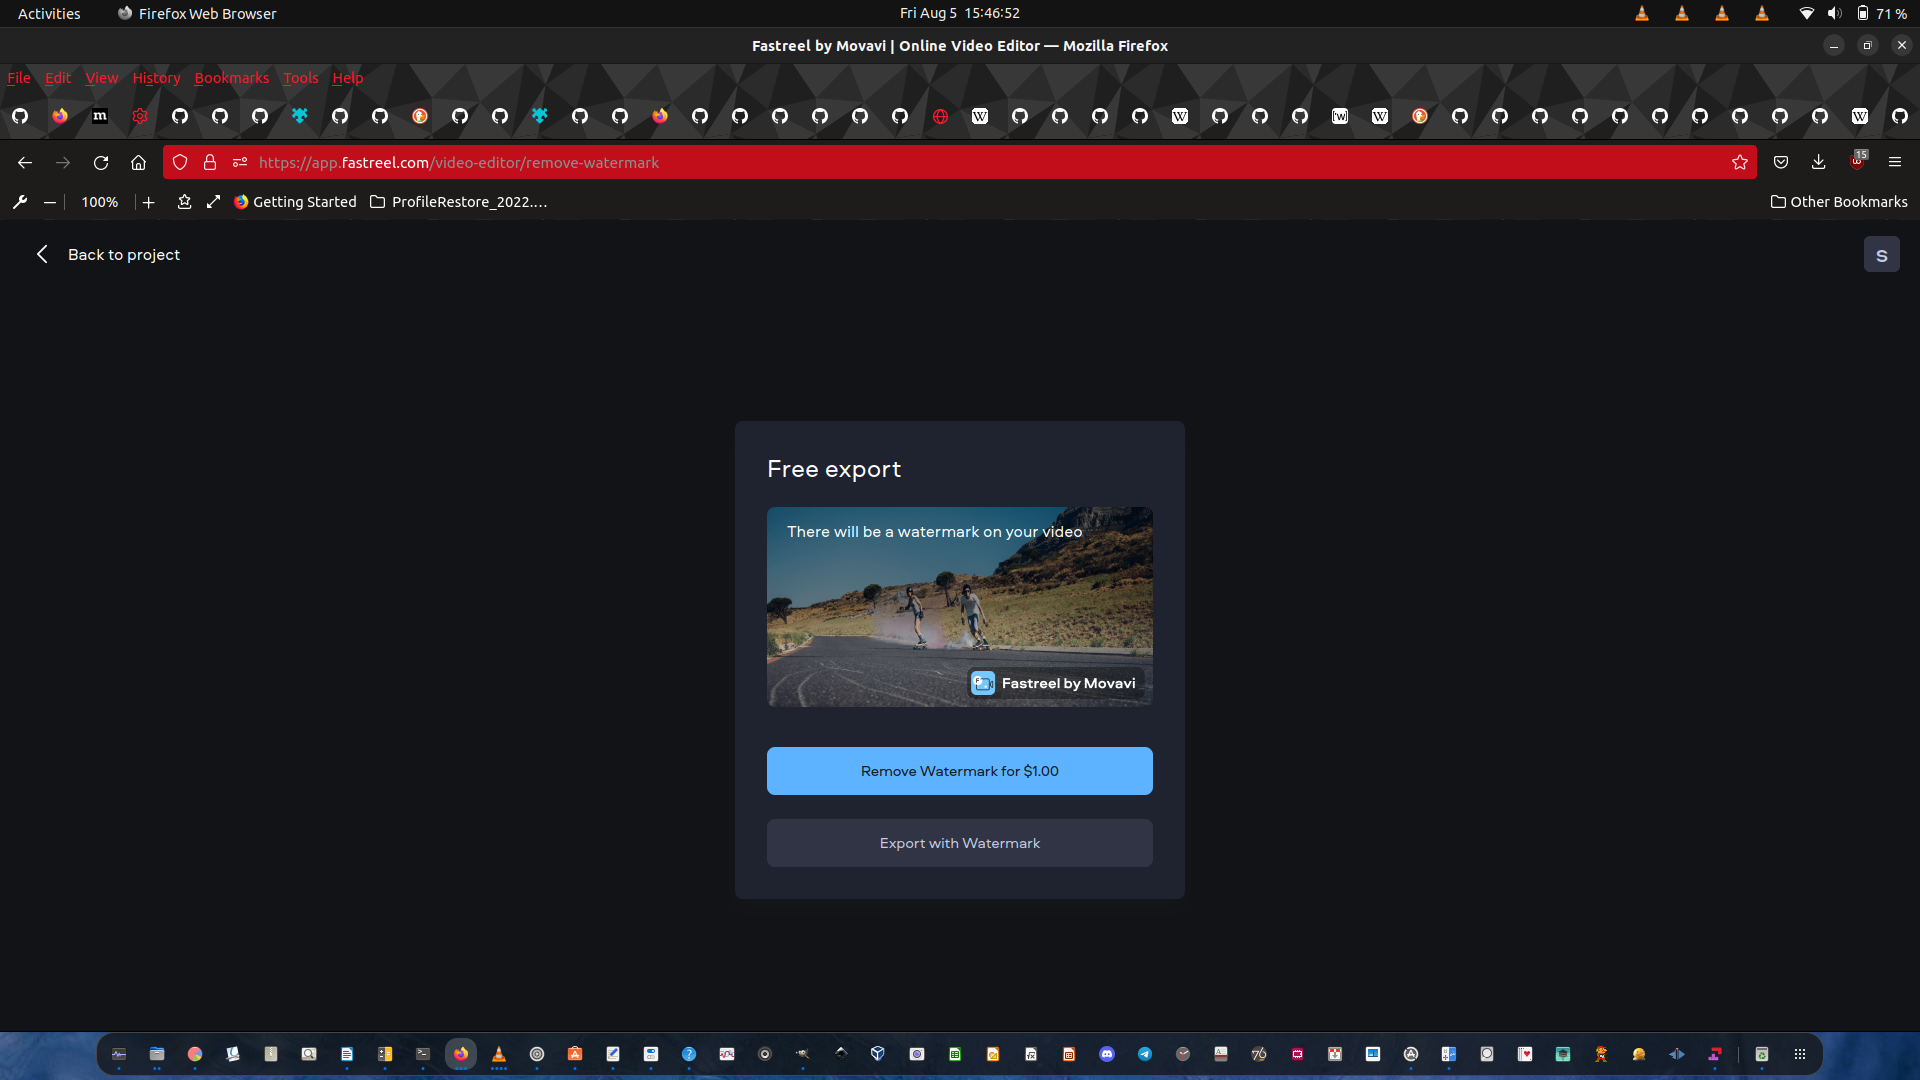 Activities
Firefox Web Browser
Fri Aug 5 15:46:52
71 %
Fastreel by Movavi | Online Video Editor — Mozilla Firefox
File Edit View History Bookmarks Tools Help
https://app.fastreel.com/video-editor/remove-watermark
15
100%
Getting Started
ProfileRestore_2022....
Other Bookmarks
Back to project
S
Free export
There will be a watermark on your video
Fastreel by Movavi
Remove Watermark for $1.00
Export with Watermark